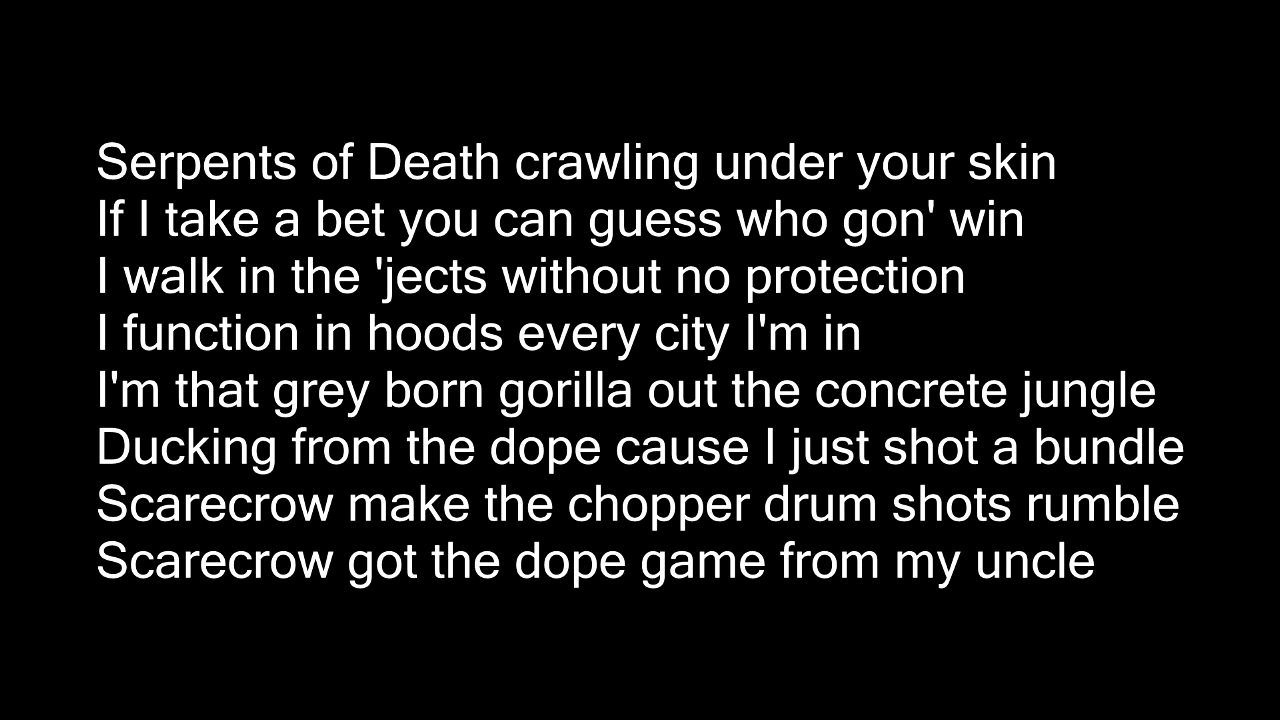 Serpents of Death crawling under your skin
If I take a bet you can guess who gon' win
I walk in the 'jects without no protection
I function in hoods every city I'm in
I'm that grey born gorilla out the concrete jungle
Ducking from the dope cause I just shot a bundle
Scarecrow make the chopper drum shots rumble
Scarecrow got the dope game from my uncle